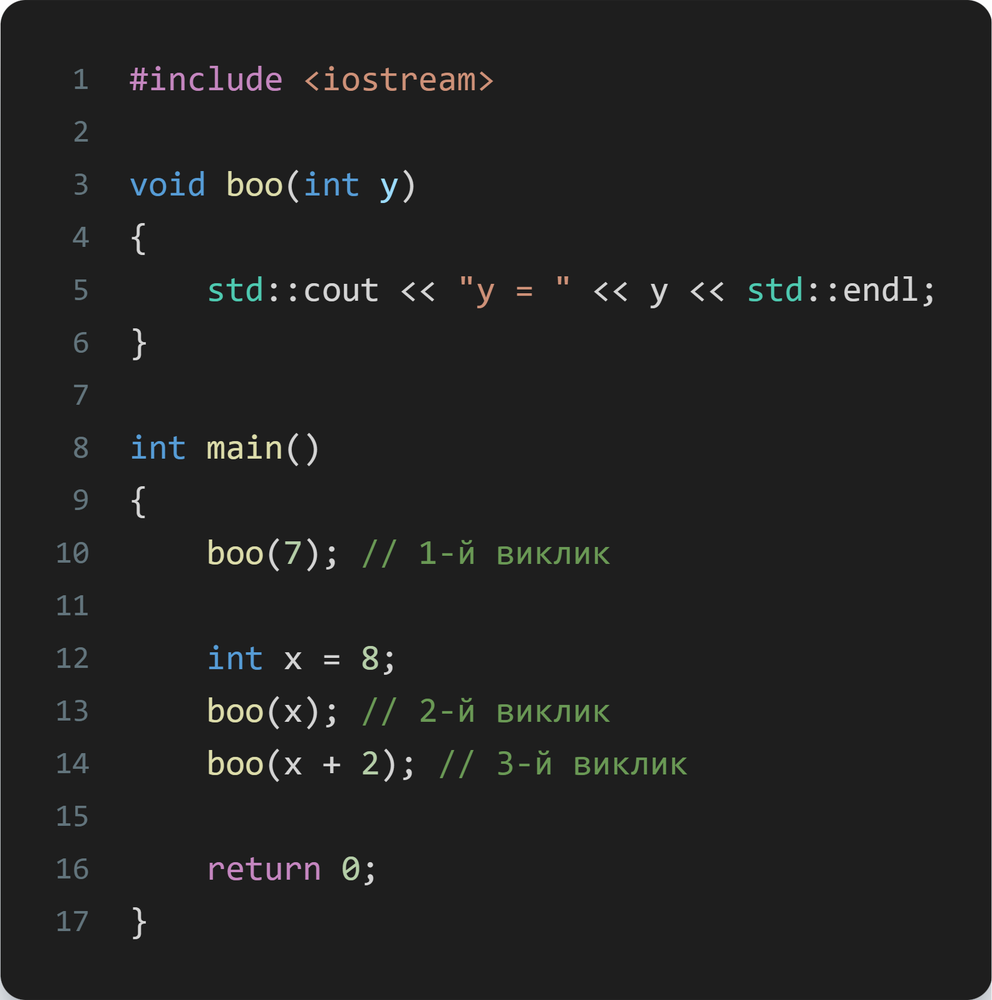 1 #include <iostream>
2
3 void boo(int y)
4 {
5     std::cout << "y = " << y << std::endl;
6 }
7
8 int main()
9 {
10     boo(7); // 1-й виклик
11
12     int x = 8;
13     boo(x); // 2-й виклик
14     boo(x + 2); // 3-й виклик
15
16     return 0;
17 }